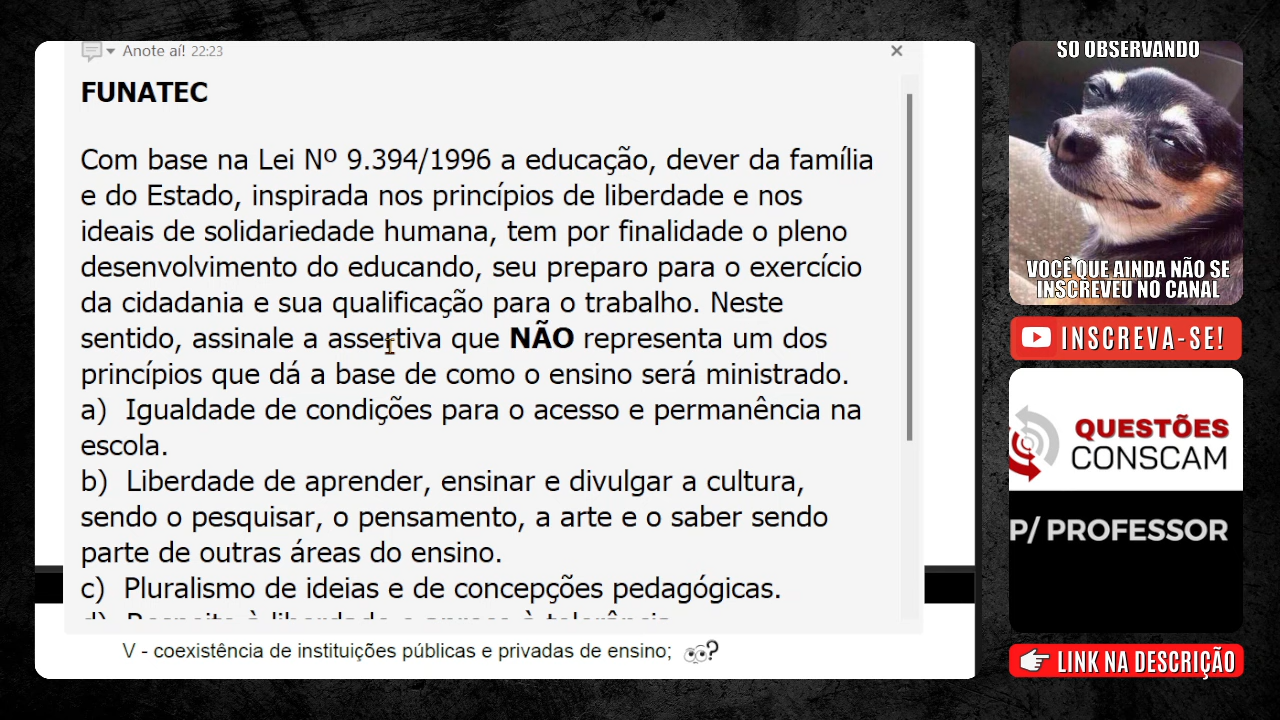 Anote aí! 22:23
FUNATEC
Com base na Lei Nº 9.394/1996 a educação, dever da família
e do Estado, inspirada nos princípios de liberdade e nos
ideais de solidariedade humana, tem por finalidade o pleno
desenvolvimento do educando, seu preparo para o exercício
da cidadania e sua qualificação para o trabalho. Neste
sentido, assinale a assertiva que NÃO representa um dos
princípios que dá a base de como o ensino será ministrado.
a) Igualdade de condições para o acesso e permanência na
escola.
b) Liberdade de aprender, ensinar e divulgar a cultura,
sendo o pesquisar, o pensamento, a arte e o saber sendo
parte de outras áreas do ensino.
c) Pluralismo de ideias e de concepções pedagógicas.
d) Respeito à liberdade e apreço à tolerância
V - coexistência de instituições públicas e privadas de ensino; ?
SO OBSERVANDO
VOCÊ QUE AINDA NÃO SE
INSCREVEU NO CANAL
INSCREVA-SE!
QUESTÕES
CONSCAM
P/ PROFESSOR
LINK NA DESCRIÇÃO